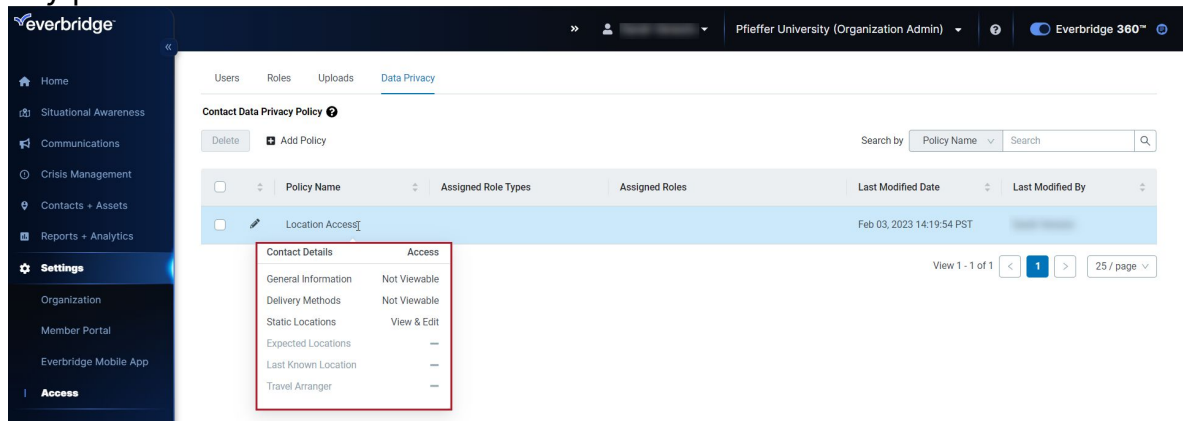 everbridge
Pfieffer University (Organization Admin)
Everbridge 360™
Home
Situational Awareness
Communications
Crisis Management
Contacts + Assets
Reports + Analytics
Settings
Organization
Member Portal
Everbridge Mobile App
Access
Users Roles Uploads Data Privacy
Contact Data Privacy Policy
Delete Add Policy Search by Policy Name Search
Policy Name Assigned Role Types Assigned Roles Last Modified Date Last Modified By
Location Access Feb 03, 2023 14:19:54 PST
Contact Details Access
General Information Not Viewable
Delivery Methods Not Viewable
Static Locations View & Edit
Expected Locations —
Last Known Location —
Travel Arranger —
View 1 - 1 of 1 < 1 > 25 / page